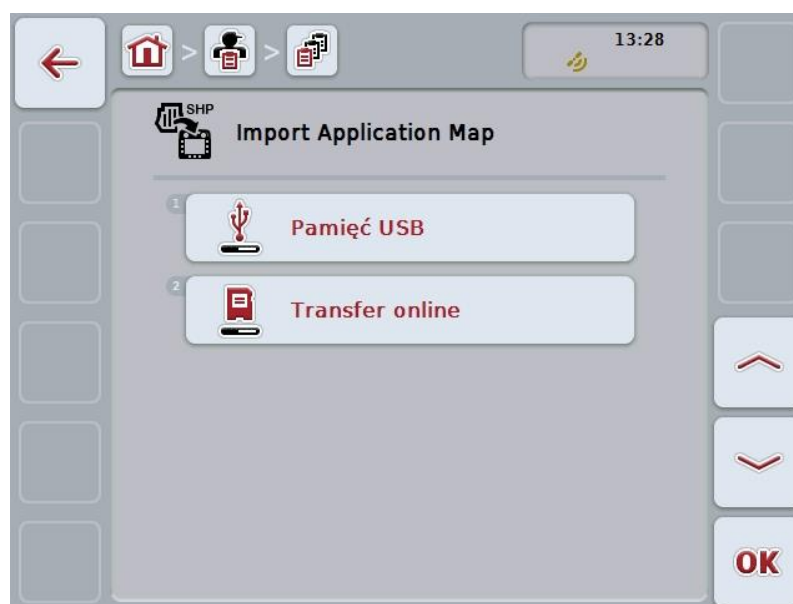 13:28
SHP
Import Application Map
1
Pamięć USB
2
Transfer online
OK